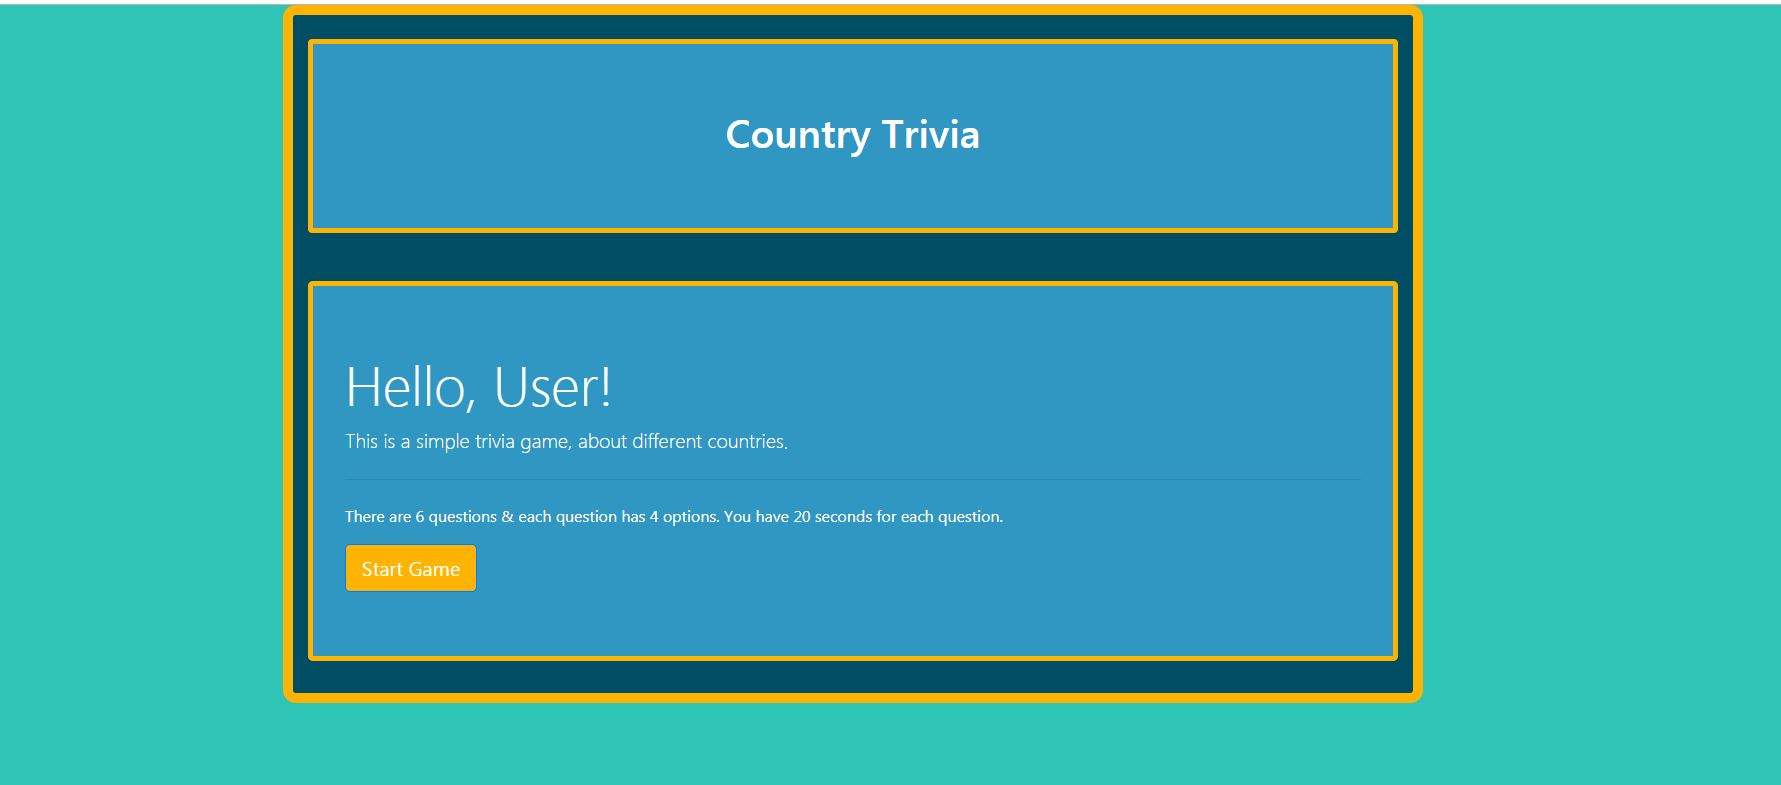 Country Trivia
Hello, User!
This is a simple trivia game, about different countries.
There are 6 questions & each question has 4 options. You have 20 seconds for each question.
Start Game